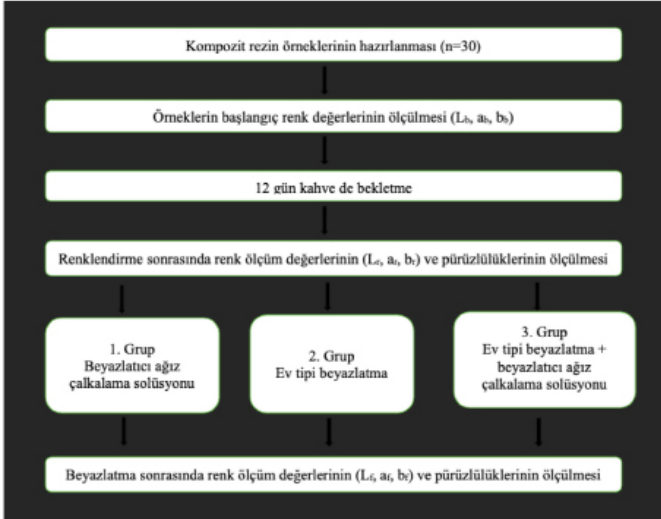 Kompozit rezin örneklerinin hazırlanması (n=30)
Örneklerin başlangıç renk değerlerinin ölçülmesi (Lb, ab, bb)
12 gün kahve de bekletme
Renklendirme sonrasında renk ölçüm değerlerinin (Lr, ar, br) ve pürüzlülüklerinin ölçülmesi
1. Grup
Beyazlatıcı ağız
çalkalama solüsyonu
2. Grup
Ev tipi beyazlatma
3. Grup
Ev tipi beyazlatma +
beyazlatıcı ağız
çalkalama solüsyonu
Beyazlatma sonrasında renk ölçüm değerlerinin (Lf, af, bf) ve pürüzlülüklerinin ölçülmesi